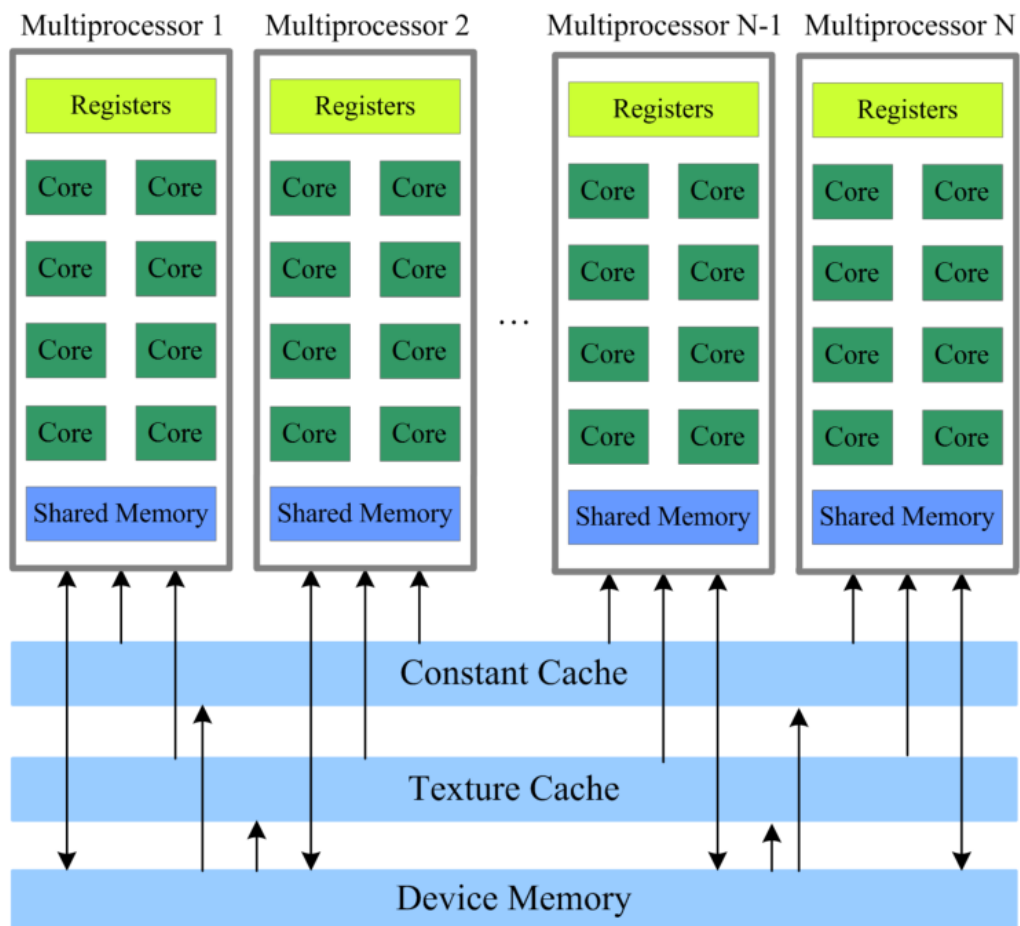 Multiprocessor 1 Multiprocessor 2 Multiprocessor N-1 Multiprocessor N
Registers Registers Registers Registers
Core Core Core Core Core Core Core Core
Core Core Core Core Core Core Core Core
...
Core Core Core Core Core Core Core Core
Core Core Core Core Core Core Core Core
Shared Memory Shared Memory Shared Memory Shared Memory
Constant Cache
Texture Cache
Device Memory